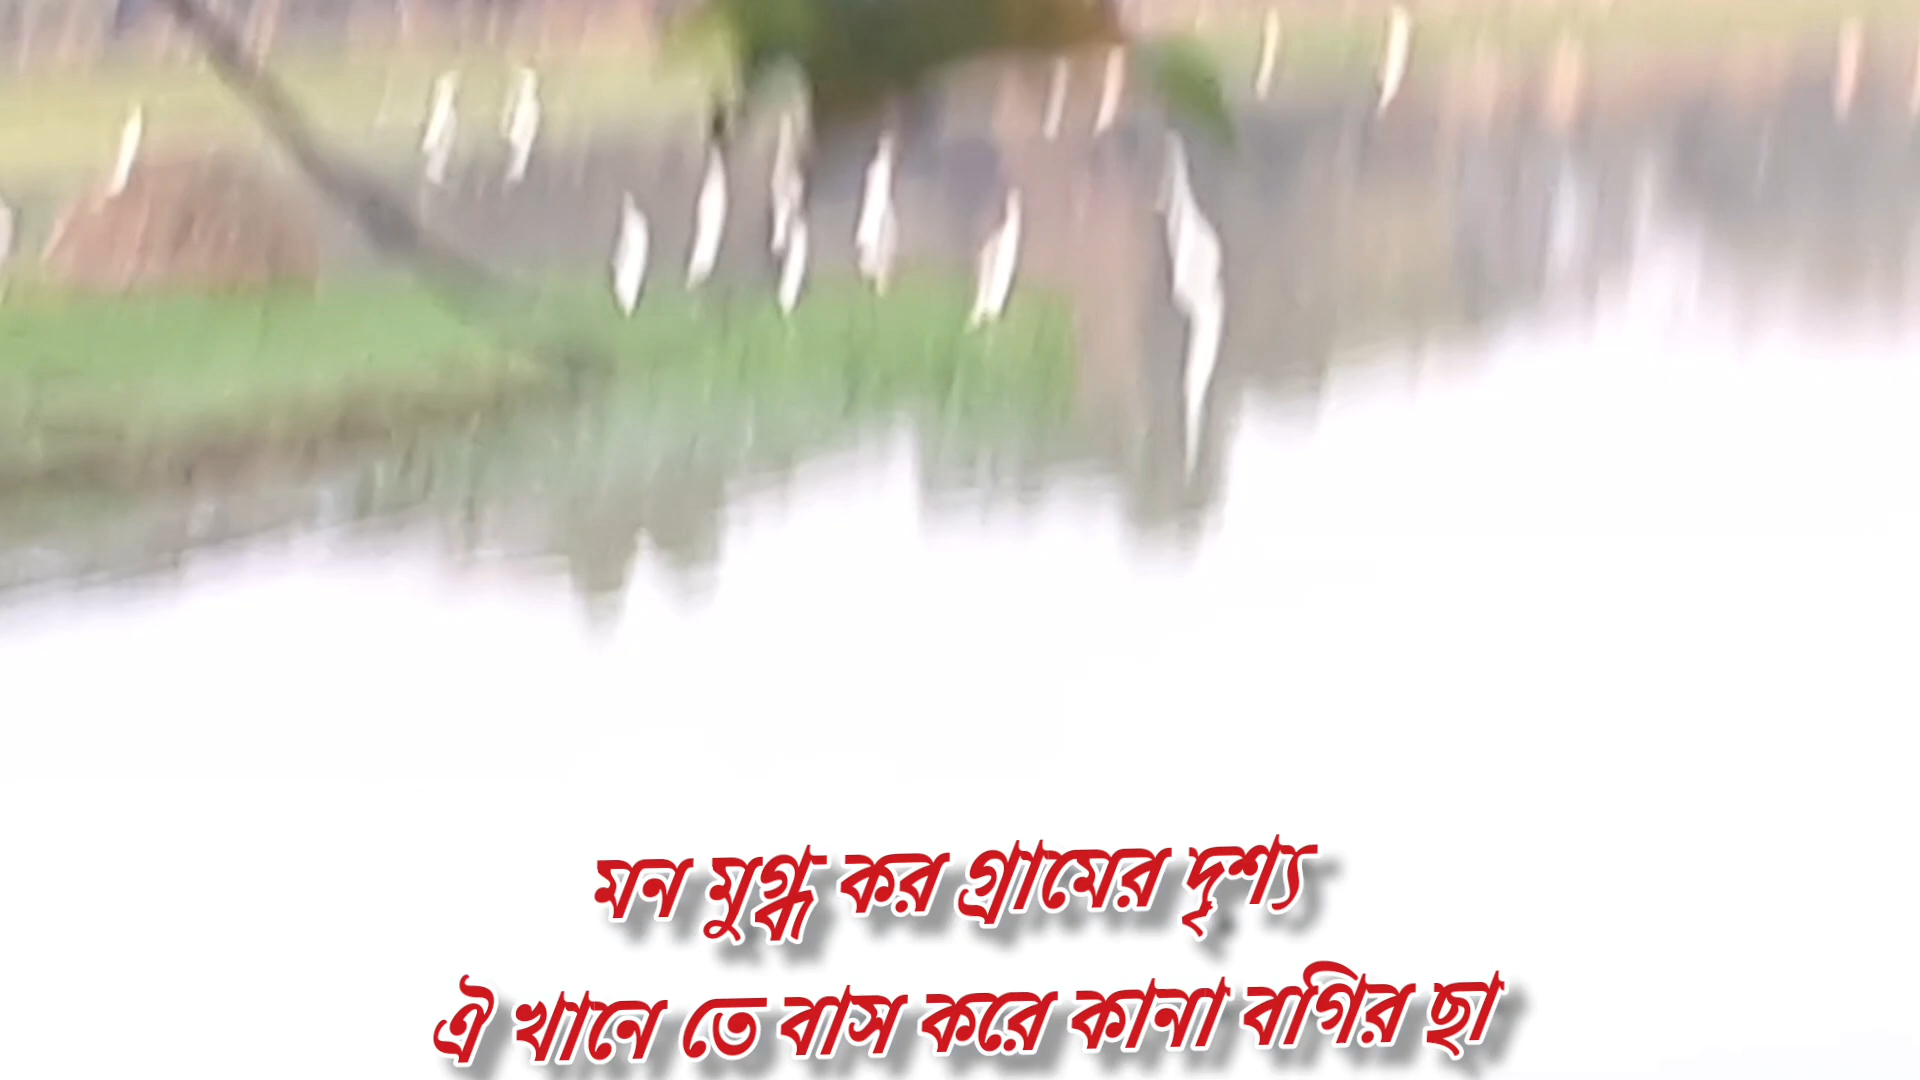 মন মুগ্ধ কর গ্রামের দৃশ্য
ঐ খানে তে বাস করে কানা বগির ছা